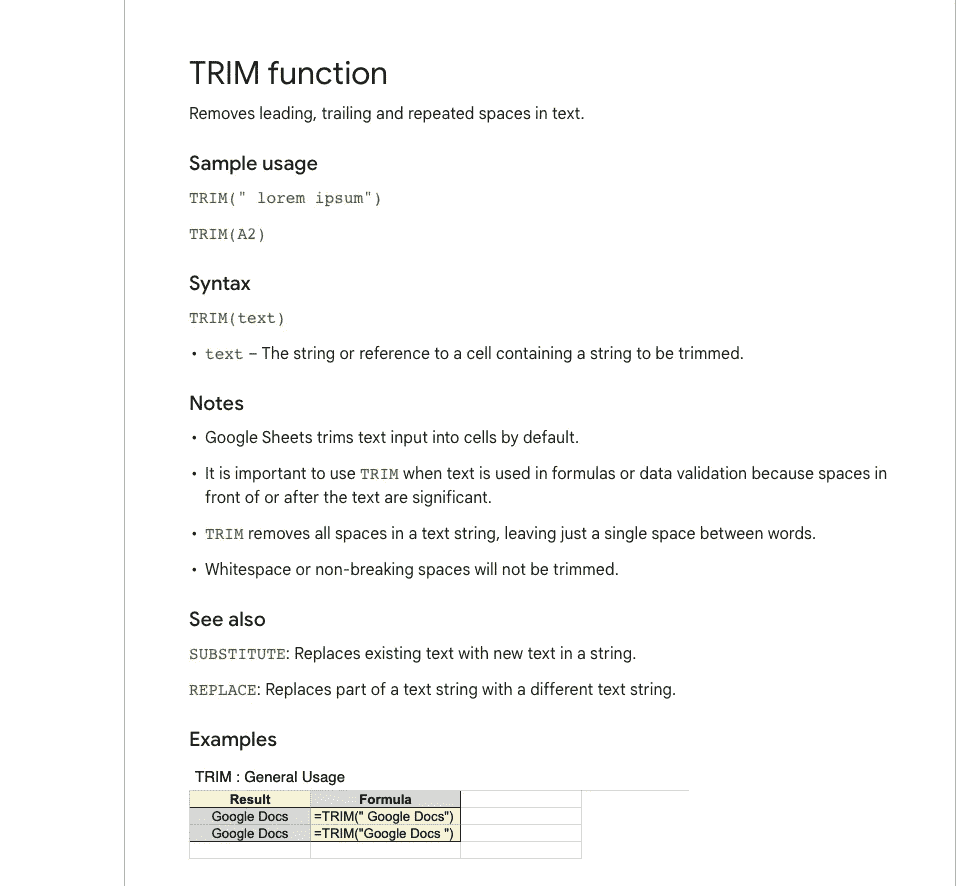 TRIM function
Removes leading, trailing and repeated spaces in text.
Sample usage
TRIM(" lorem ipsum")
TRIM(A2)
Syntax
TRIM(text)
• text – The string or reference to a cell containing a string to be trimmed.
Notes
• Google Sheets trims text input into cells by default.
• It is important to use TRIM when text is used in formulas or data validation because spaces in
front of or after the text are significant.
• TRIM removes all spaces in a text string, leaving just a single space between words.
• Whitespace or non-breaking spaces will not be trimmed.
See also
SUBSTITUTE: Replaces existing text with new text in a string.
REPLACE: Replaces part of a text string with a different text string.
Examples
TRIM : General Usage
Result Formula
Google Docs =TRIM(" Google Docs")
Google Docs =TRIM("Google Docs ")